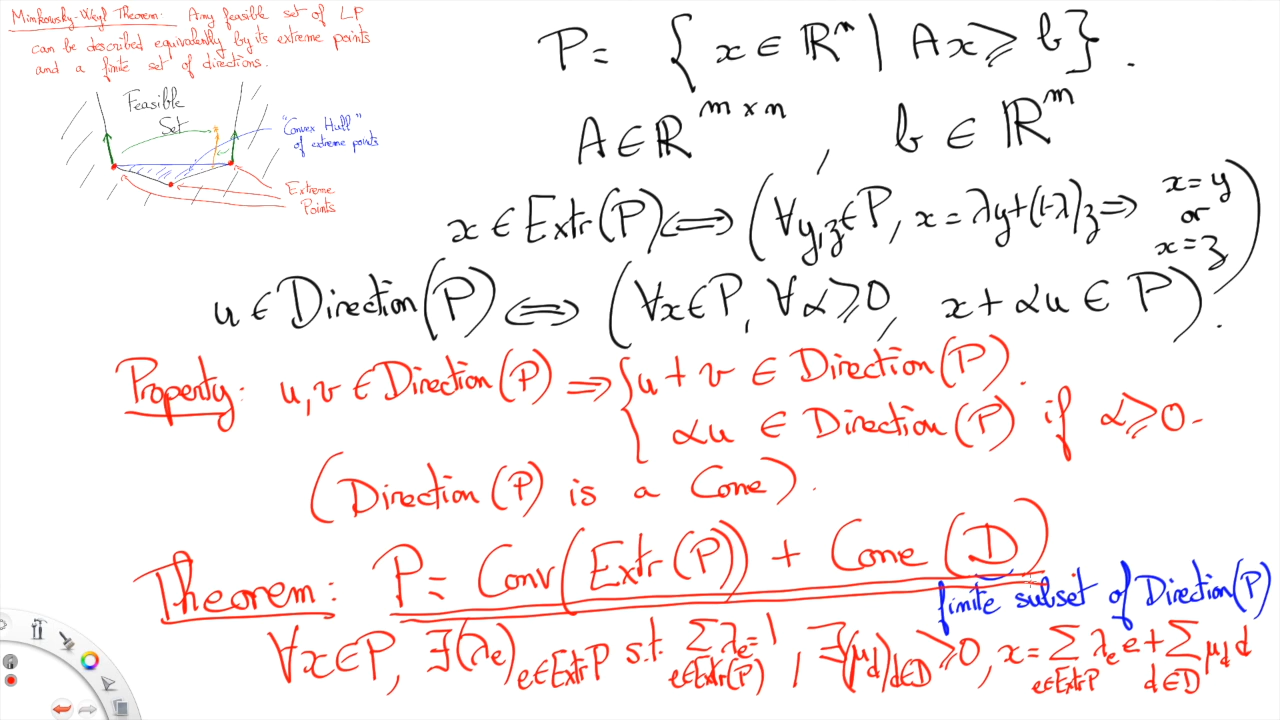 Minkowsky-Weyl Theorem: Any feasible set of LP
can be described equivalently by its extreme points
and a finite set of directions.
Feasible
Set
"Convex Hull"
of extreme points
Extreme
Points
P = { x ∈ ℝⁿ | Ax ⩾ b } .
A ∈ ℝ^{m×n} , b ∈ ℝ^m
x ∈ Extr(P) ⟺ (∀y,z ∈ P, x = λy+(1-λ)z ⟹ x=y or x=z)
u ∈ Direction(P) ⟺ (∀x∈P, ∀α⩾0, x + αu ∈ P).
Property: u, v ∈ Direction(P) ⟹ { u + v ∈ Direction(P).
αu ∈ Direction(P) if α⩾0.
(Direction(P) is a Cone).
Theorem: P = Conv(Extr(P)) + Cone(D)
finite subset of Direction(P)
∀x∈P, ∃(λ_e)_{e∈Extr P} s.t. Σ_{e∈Extr(P)} λ_e = 1, ∃(μ_d)_{d∈D} ⩾0, x = Σ_{e∈Extr P} λ_e e + Σ_{d∈D} μ_d d